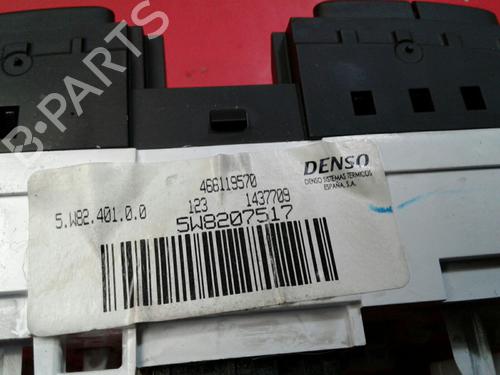 B-PARTS
466119570
DENSO
DENSO SISTEMAS TERMICOS
ESPAÑA, S.A.
5.W82.401.0.0
123 1437709
5W8207517